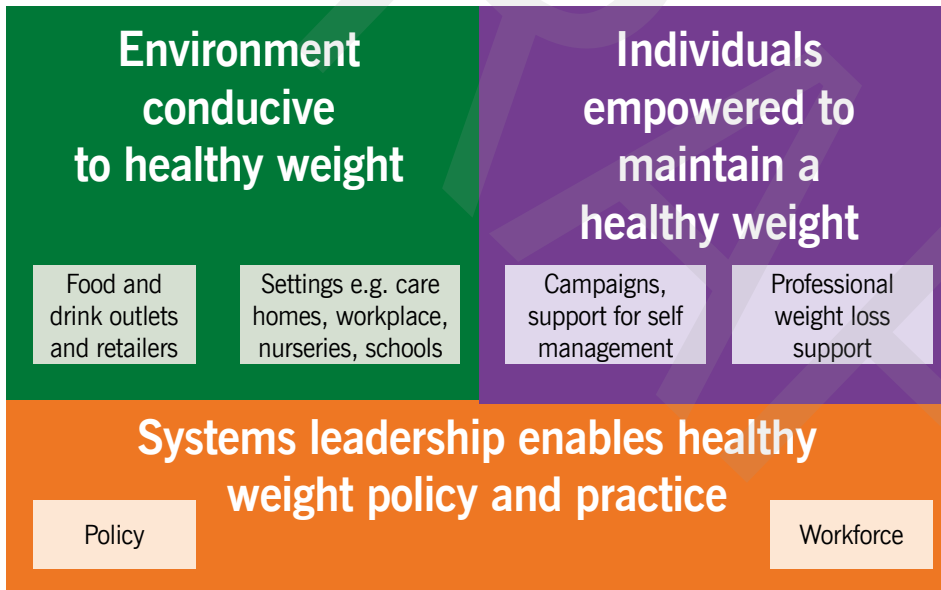 Environment
conducive
to healthy weight
Food and
drink outlets
and retailers
Settings e.g. care
homes, workplace,
nurseries, schools
Individuals
empowered to
maintain a
healthy weight
Campaigns,
support for self
management
Professional
weight loss
support
Systems leadership enables healthy
weight policy and practice
Policy
Workforce